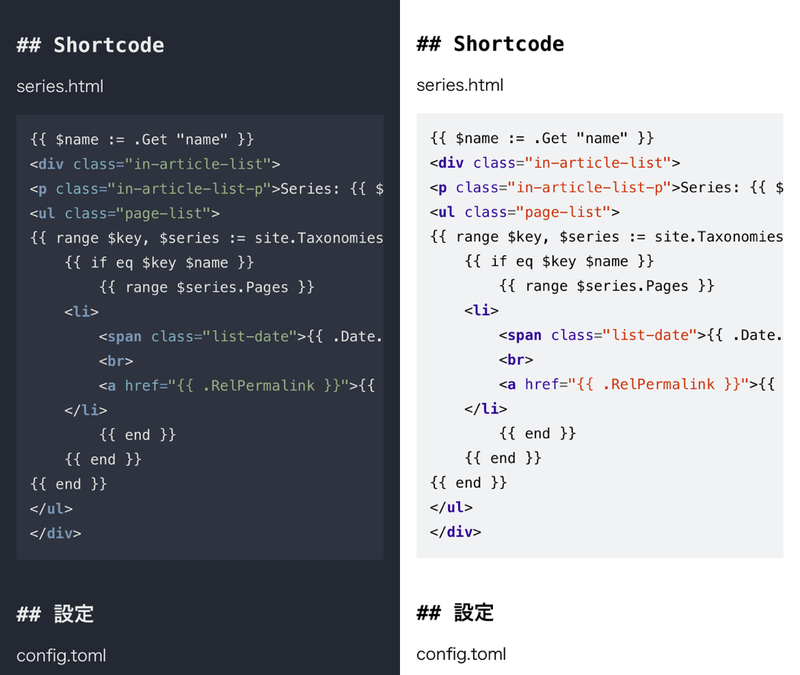 ## Shortcode
series.html
{{ $name := .Get "name" }}
<div class="in-article-list">
<p class="in-article-list-p">Series: {{ $
<ul class="page-list">
{{ range $key, $series := site.Taxonomies
    {{ if eq $key $name }}
        {{ range $series.Pages }}
    <li>
        <span class="list-date">{{ .Date.
        <br>
        <a href="{{ .RelPermalink }}">{{
    </li>
        {{ end }}
    {{ end }}
{{ end }}
</ul>
</div>
## 設定
config.toml
## Shortcode
series.html
{{ $name := .Get "name" }}
<div class="in-article-list">
<p class="in-article-list-p">Series: {{ $
<ul class="page-list">
{{ range $key, $series := site.Taxonomies
    {{ if eq $key $name }}
        {{ range $series.Pages }}
    <li>
        <span class="list-date">{{ .Date.
        <br>
        <a href="{{ .RelPermalink }}">{{
    </li>
        {{ end }}
    {{ end }}
{{ end }}
</ul>
</div>
## 設定
config.toml